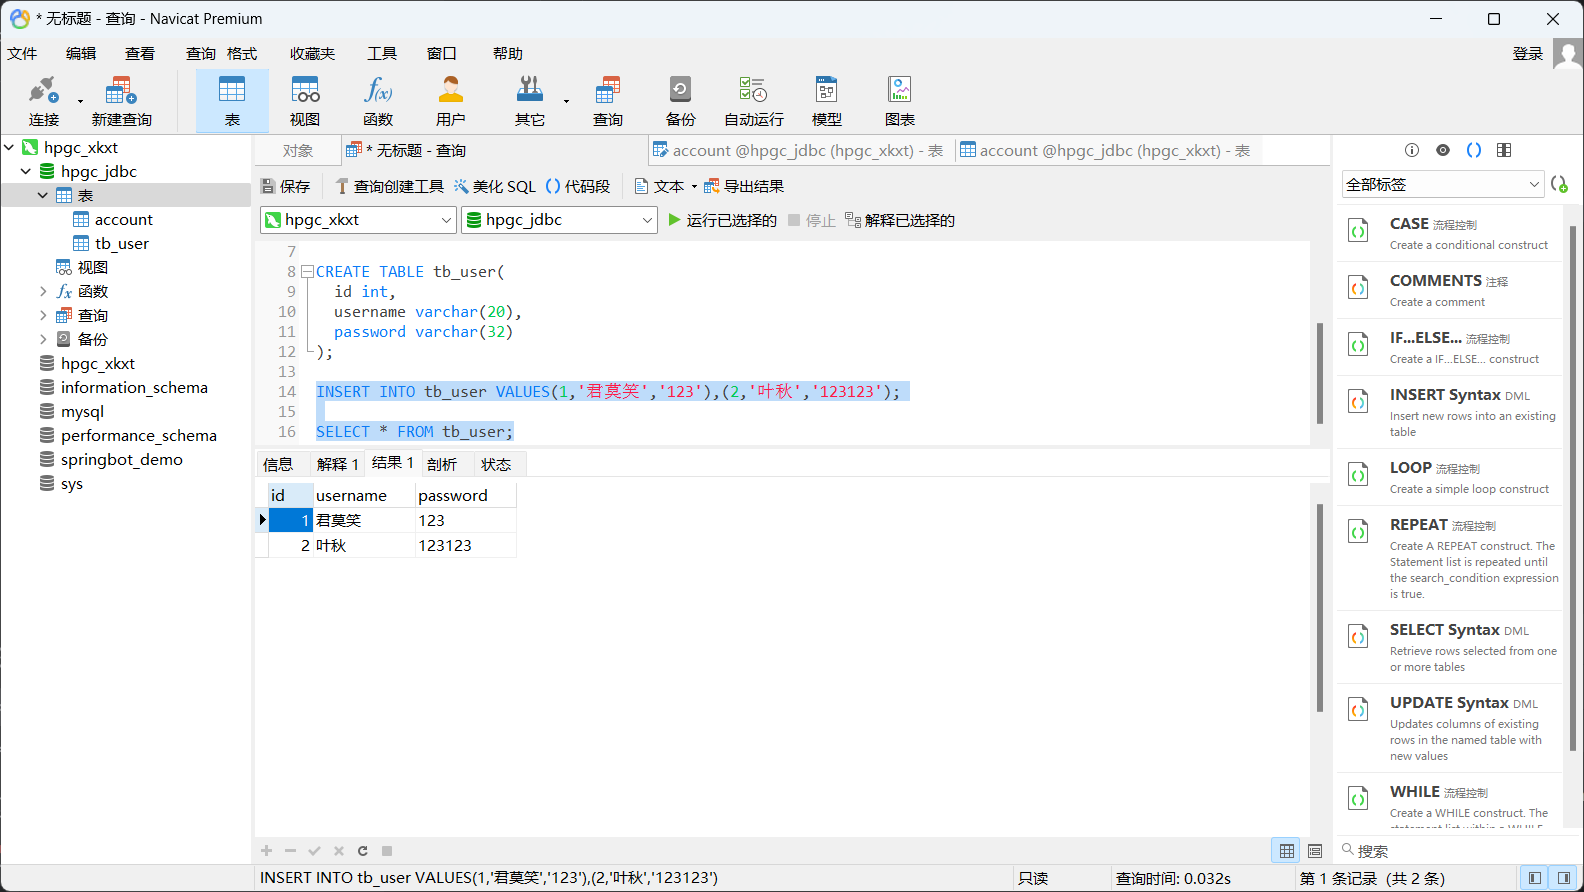 * 无标题 - 查询 - Navicat Premium
文件 编辑 查看 查询 格式 收藏夹 工具 窗口 帮助 登录
连接 新建查询 表 视图 函数 用户 其它 查询 备份 自动运行 模型 图表
hpgc_xkxt
hpgc_jdbc
表
account
tb_user
视图
函数
查询
备份
hpgc_xkxt
information_schema
mysql
performance_schema
springbot_demo
sys
对象 * 无标题 - 查询 account @hpgc_jdbc (hpgc_xkxt) - 表 account @hpgc_jdbc (hpgc_xkxt) - 表
保存 查询创建工具 美化 SQL () 代码段 文本 导出结果
hpgc_xkxt hpgc_jdbc 运行已选择的 停止 解释已选择的
7
8 CREATE TABLE tb_user(
9 id int,
10 username varchar(20),
11 password varchar(32)
12 );
13
14 INSERT INTO tb_user VALUES(1,'君莫笑','123'),(2,'叶秋','123123');
15
16 SELECT * FROM tb_user;
信息 解释 1 结果 1 剖析 状态
id username password
1 君莫笑 123
2 叶秋 123123
全部标签
CASE 流程控制
Create a conditional construct
COMMENTS 注释
Create a comment
IF...ELSE... 流程控制
Create a IF...ELSE... construct
INSERT Syntax DML
Insert new rows into an existing
table
LOOP 流程控制
Create a simple loop construct
REPEAT 流程控制
Create A REPEAT construct. The
Statement list is repeated until
the search_condition expression
is true.
SELECT Syntax DML
Retrieve rows selected from one
or more tables
UPDATE Syntax DML
Updates columns of existing
rows in the named table with
new values
WHILE 流程控制
Create a WHILE construct. The
搜索
INSERT INTO tb_user VALUES(1,'君莫笑','123'),(2,'叶秋','123123') 只读 查询时间: 0.032s 第 1 条记录 (共 2 条)